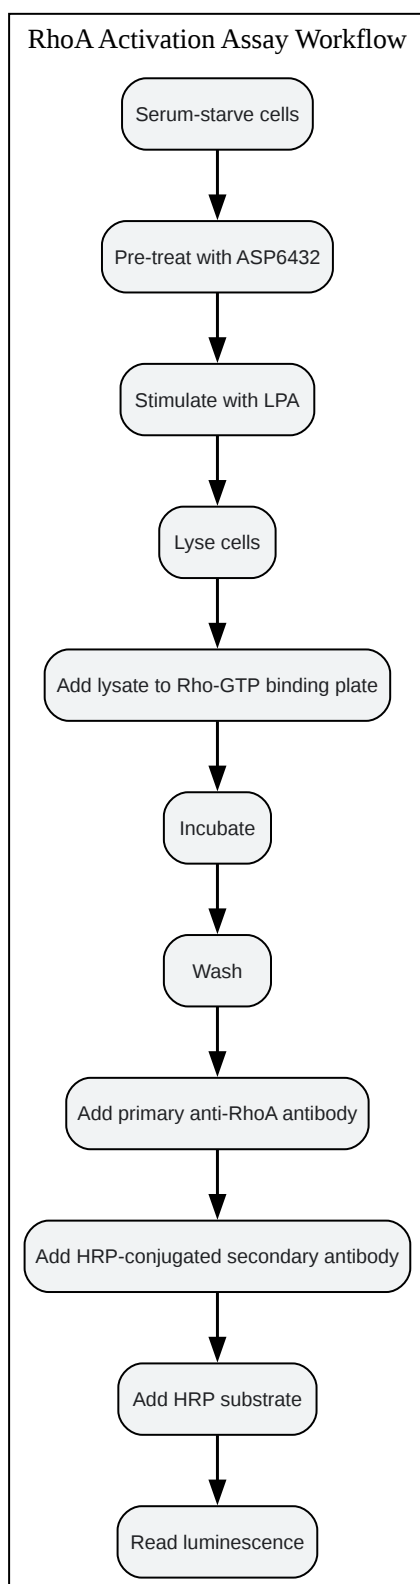 RhoA Activation Assay Workflow
Serum-starve cells
Pre-treat with ASP6432
Stimulate with LPA
Lyse cells
Add lysate to Rho-GTP binding plate
Incubate
Wash
Add primary anti-RhoA antibody
Add HRP-conjugated secondary antibody
Add HRP substrate
Read luminescence